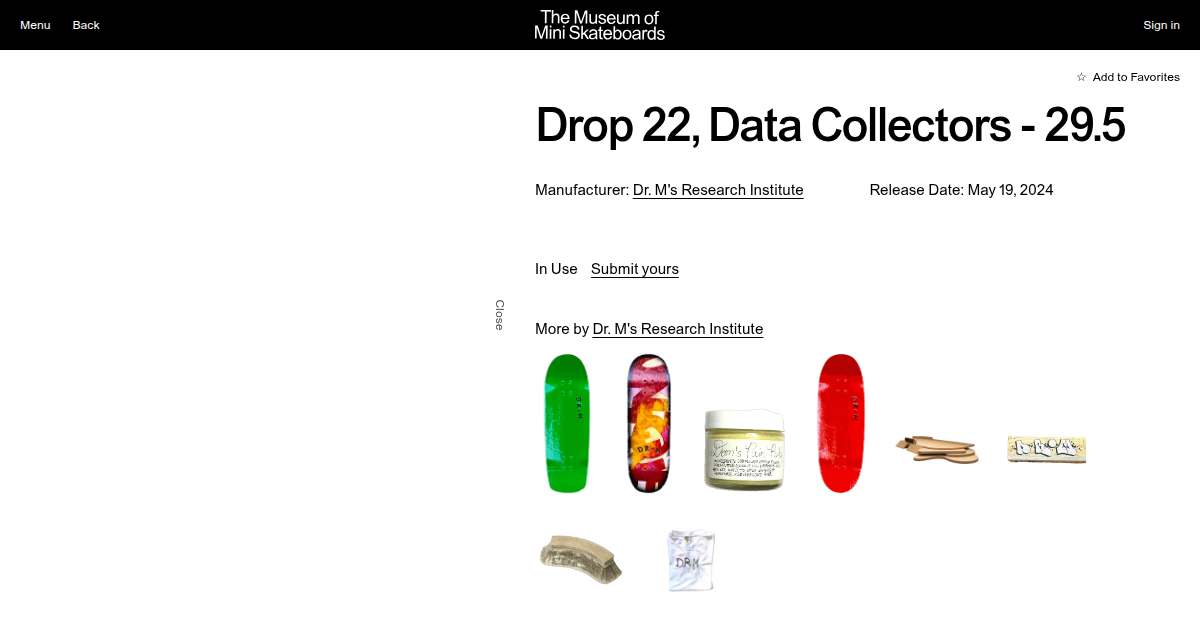 Menu
Back
The Museum of
Mini Skateboards
Sign in
☆ Add to Favorites
Drop 22, Data Collectors - 29.5
Manufacturer: Dr. M's Research Institute
Release Date: May 19, 2024
In Use
Submit yours
Close
More by Dr. M's Research Institute
DRM